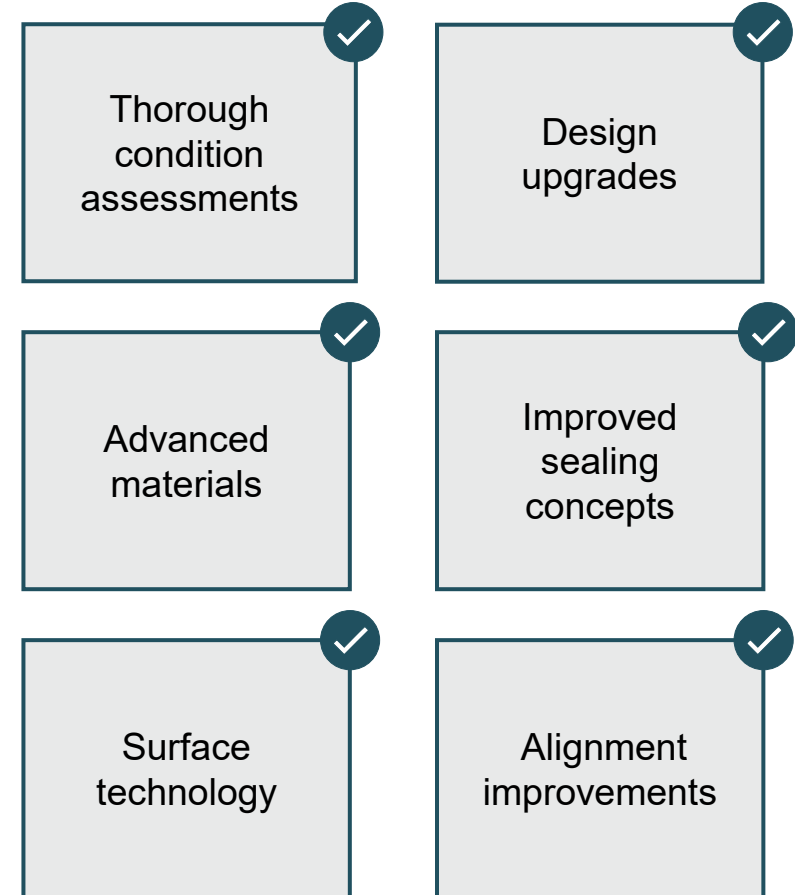 Thorough
condition
assessments
Design
upgrades
Advanced
materials
Improved
sealing
concepts
Surface
technology
Alignment
improvements